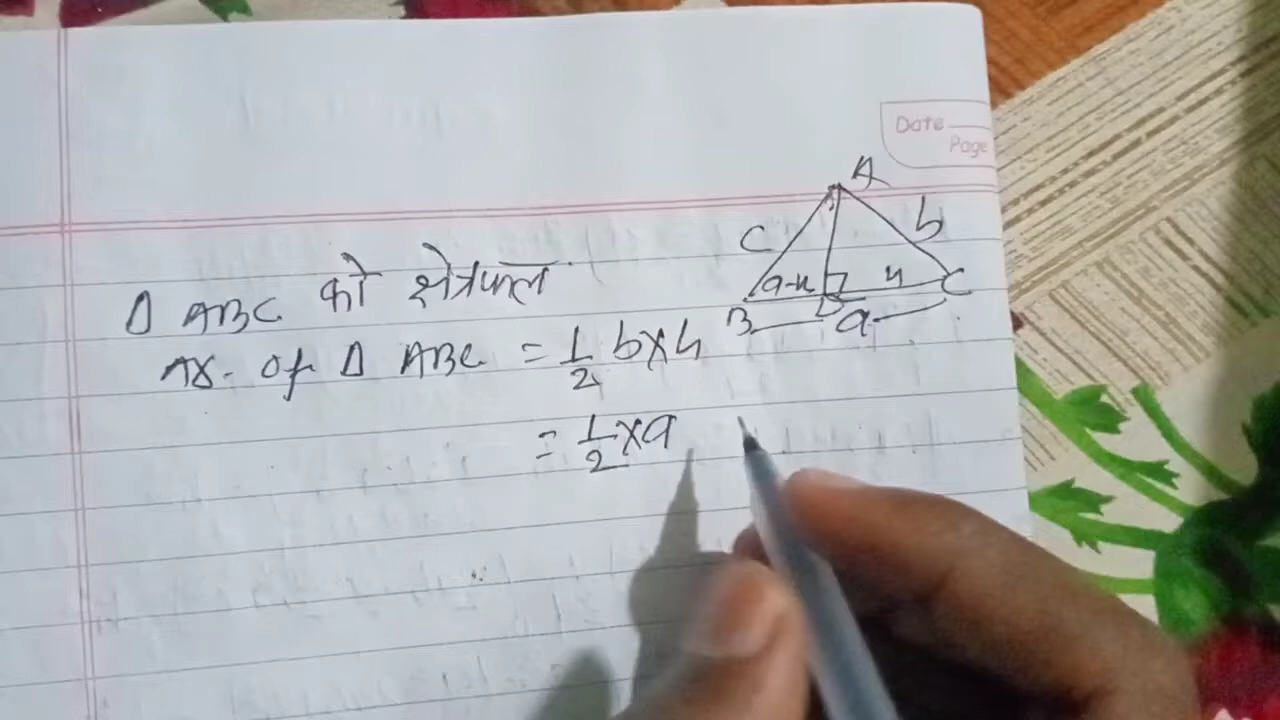 Date
Page
A
C
b
a-x
x
B
D
a
C
Δ ABC को क्षेत्रफल
Ar. of Δ ABC = 1/2 b×h
= 1/2 × a